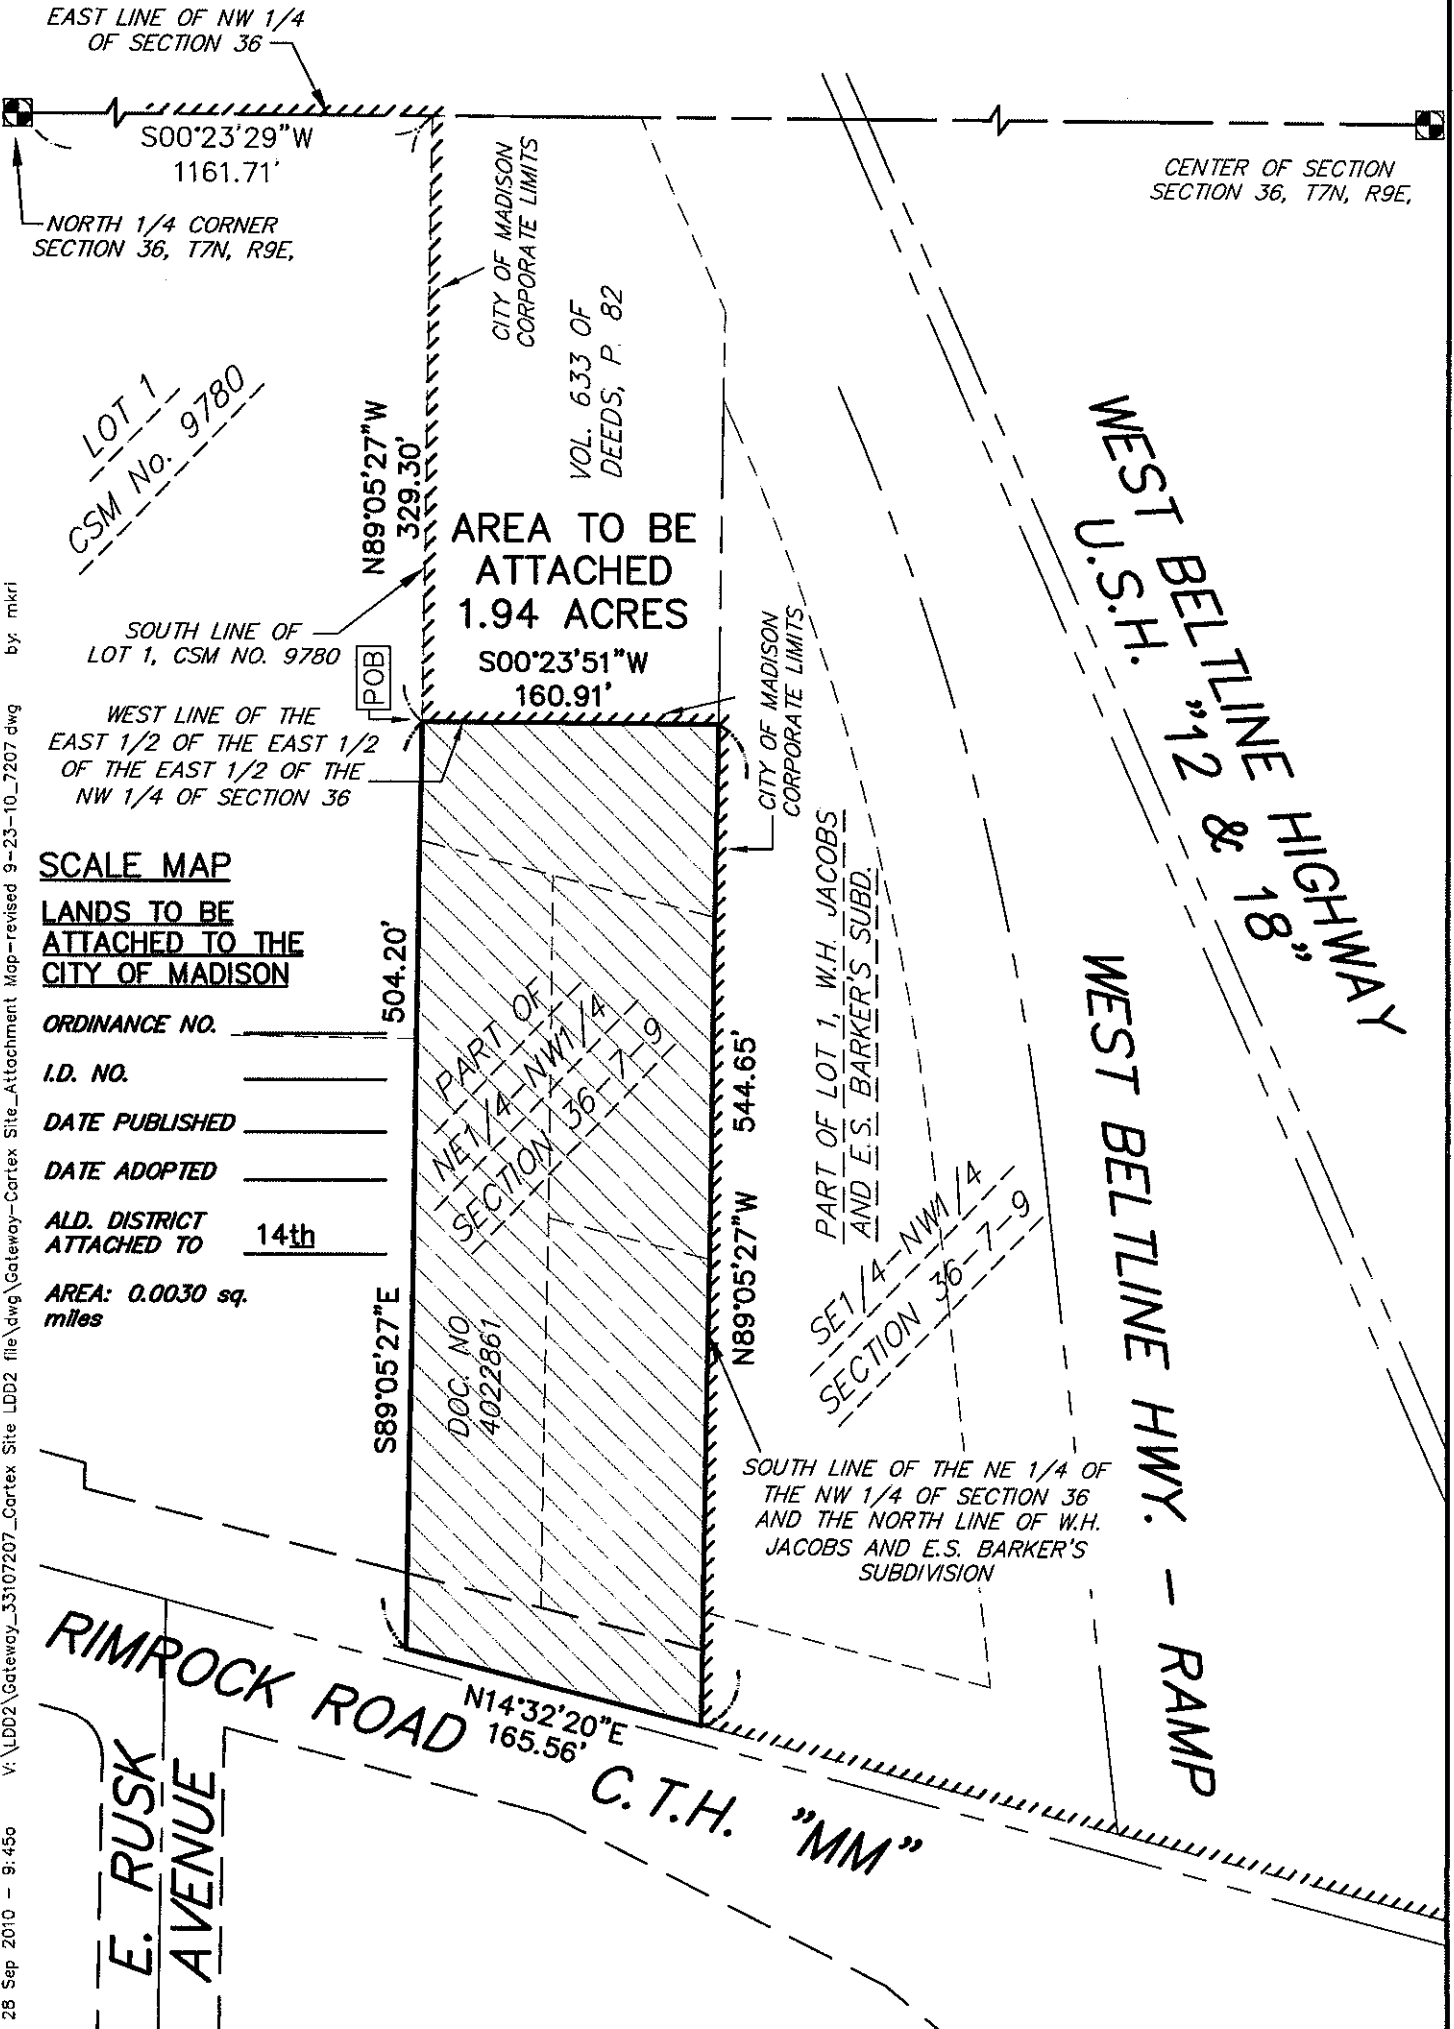 EAST LINE OF NW 1/4
OF SECTION 36
S00°23'29"W
1161.71'
NORTH 1/4 CORNER
SECTION 36, T7N, R9E,
CENTER OF SECTION
SECTION 36, T7N, R9E,
CITY OF MADISON
CORPORATE LIMITS
VOL. 633 OF
DEEDS, P. 82
LOT 1
CSM No. 9780
N89°05'27"W
329.30'
AREA TO BE
ATTACHED
1.94 ACRES
S00°23'51"W
160.91'
SOUTH LINE OF
LOT 1, CSM NO. 9780
POB
WEST LINE OF THE
EAST 1/2 OF THE EAST 1/2
OF THE EAST 1/2 OF THE
NW 1/4 OF SECTION 36
CITY OF MADISON
CORPORATE LIMITS
WEST BELTLINE HIGHWAY
U.S.H. "12 & 18"
SCALE MAP
LANDS TO BE
ATTACHED TO THE
CITY OF MADISON
ORDINANCE NO.
I.D. NO.
DATE PUBLISHED
DATE ADOPTED
ALD. DISTRICT
ATTACHED TO 14th
AREA: 0.0030 sq.
miles
S89°05'27"E 504.20'
PART OF
NE1/4-NW1/4
SECTION 36-7-9
DOC. NO
4022861
N89°05'27"W 544.65'
PART OF LOT 1, W.H. JACOBS
AND E.S. BARKER'S SUBD.
SE1/4-NW1/4
SECTION 36-7-9
WEST BELTLINE HWY. - RAMP
SOUTH LINE OF THE NE 1/4 OF
THE NW 1/4 OF SECTION 36
AND THE NORTH LINE OF W.H.
JACOBS AND E.S. BARKER'S
SUBDIVISION
RIMROCK ROAD C.T.H. "MM"
N14°32'20"E
165.56'
E. RUSK
AVENUE
28 Sep 2010 - 9:45a V:\LDD2\Gateway_33107207_Cartex Site LDD2 file\dwg\Gateway-Cartex Site_Attachment Map-revised 9-23-10_7207 dwg by: mkri